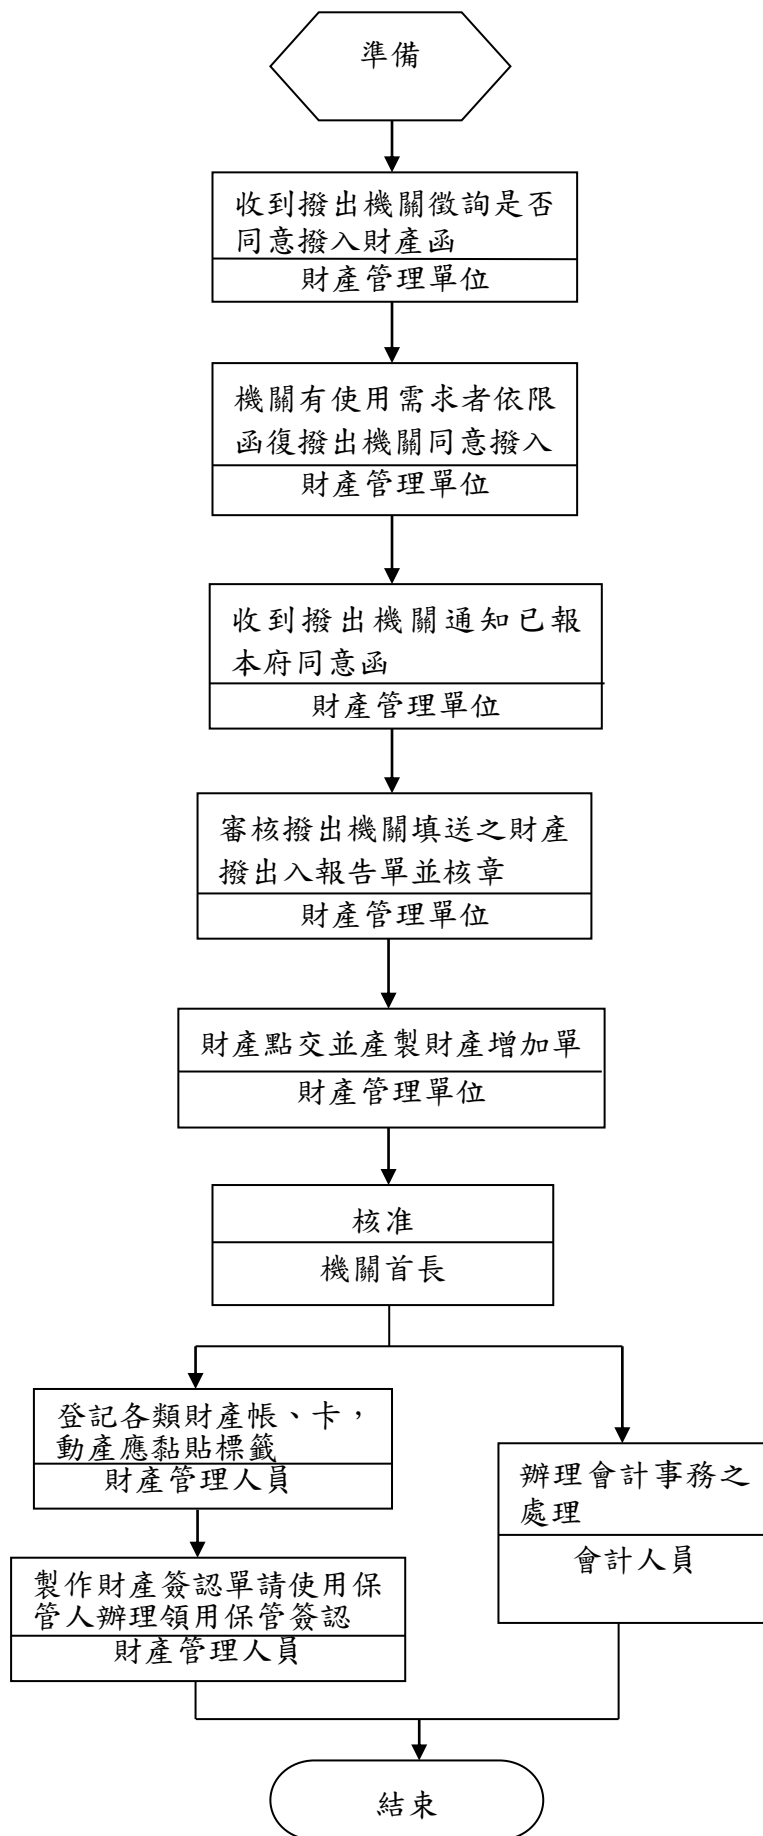 準備
收到撥出機關徵詢是否
同意撥入財產函
財產管理單位
機關有使用需求者依限
函復撥出機關同意撥入
財產管理單位
收到撥出機關通知已報
本府同意函
財產管理單位
審核撥出機關填送之財產
撥出入報告單並核章
財產管理單位
財產點交並產製財產增加單
財產管理單位
核准
機關首長
登記各類財產帳、卡，
動產應黏貼標籤
財產管理人員
製作財產簽認單請使用保
管人辦理領用保管簽認
財產管理人員
辦理會計事務之
處理
會計人員
結束